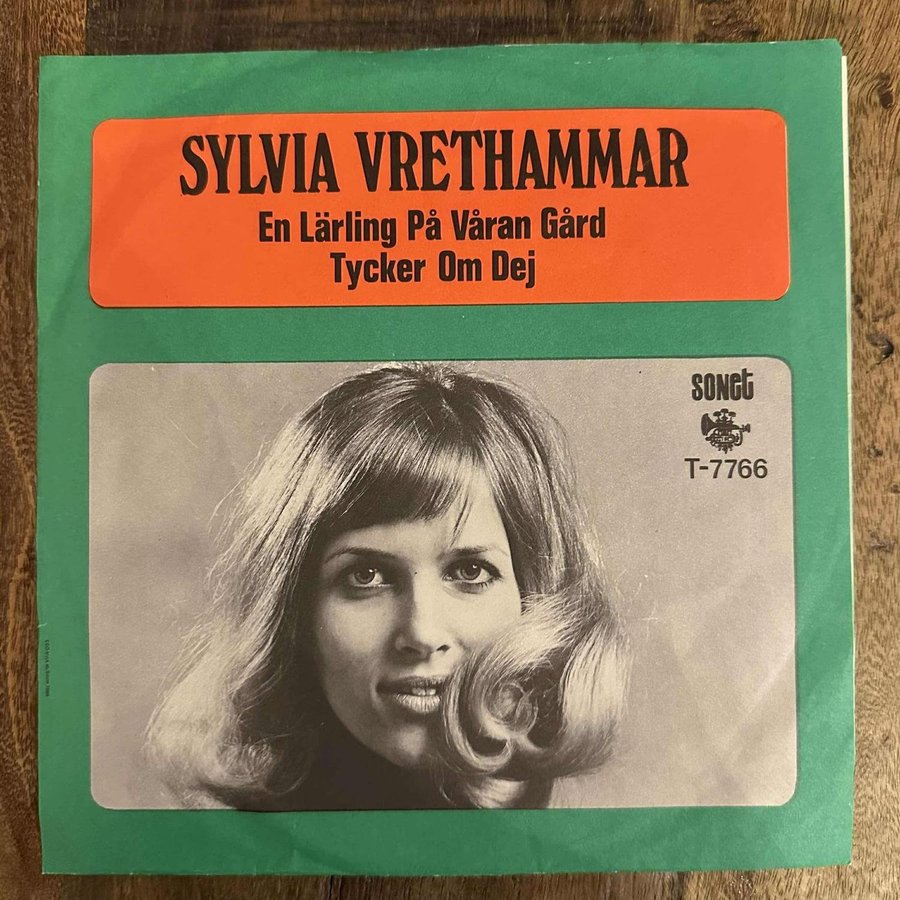 SYLVIA VRETHAMMAR
En Lärling På Våran Gård
Tycker Om Dej
SONET
T-7766